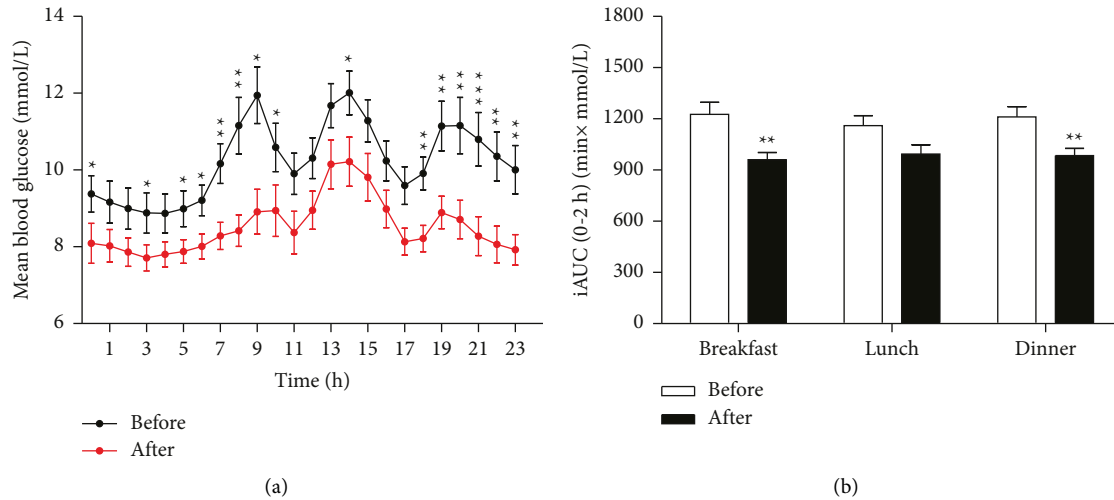 14
12
10
8
6
Mean blood glucose (mmol/L)
* * * * ** ** * * * ** ** ** *** ** **
1 3 5 7 9 11 13 15 17 19 21 23
Time (h)
Before
After
(a)
1800
1500
1200
900
600
300
0
iAUC (0-2 h) (min× mmol/L)
** **
Breakfast Lunch Dinner
Before
After
(b)